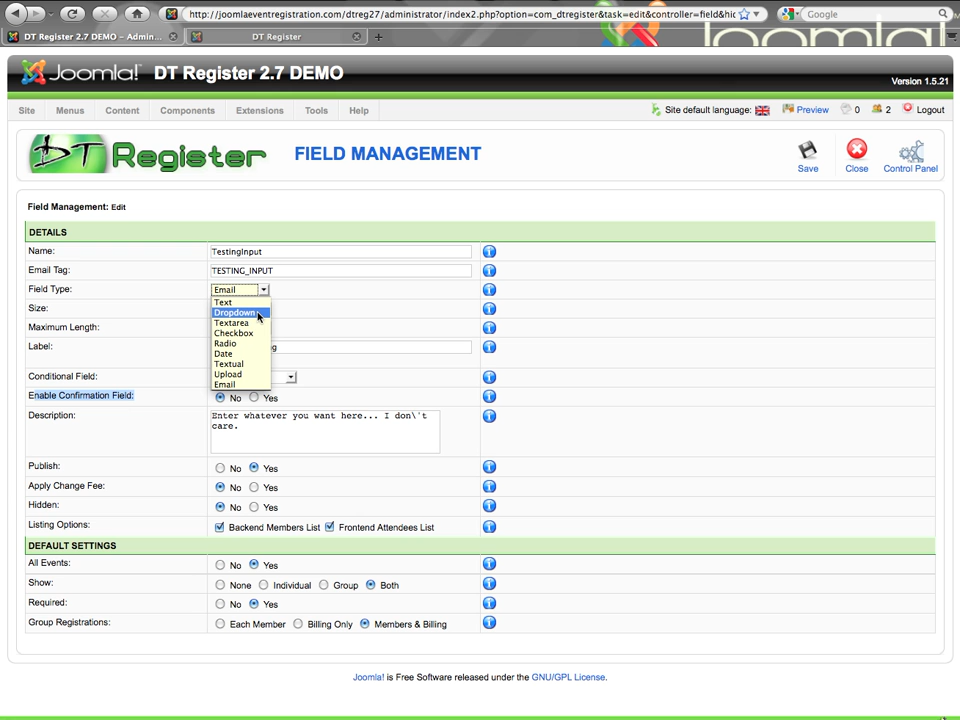 http://joomlaeventregistration.com/dtreg27/administrator/index2.php?option=com_dtregister&task=edit&controller=field&hic
Google
DT Register 2.7 DEMO - Admin...
DT Register
Joomla!
Joomla! DT Register 2.7 DEMO
Version 1.5.21
Site Menus Content Components Extensions Tools Help
Site default language: Preview 0 2 Logout
DT Register FIELD MANAGEMENT
Save Close Control Panel
Field Management: Edit
DETAILS
Name: TestingInput
Email Tag: TESTING_INPUT
Field Type: Email
Text
Size:
Dropdown
Textarea
Maximum Length:
Checkbox
Radio
Label: g
Date
Textual
Conditional Field:
Upload
Email
Enable Confirmation Field: No Yes
Description: Enter whatever you want here... I don\'t
care.
Publish: No Yes
Apply Change Fee: No Yes
Hidden: No Yes
Listing Options: Backend Members List Frontend Attendees List
DEFAULT SETTINGS
All Events: No Yes
Show: None Individual Group Both
Required: No Yes
Group Registrations: Each Member Billing Only Members & Billing
Joomla! is Free Software released under the GNU/GPL License.